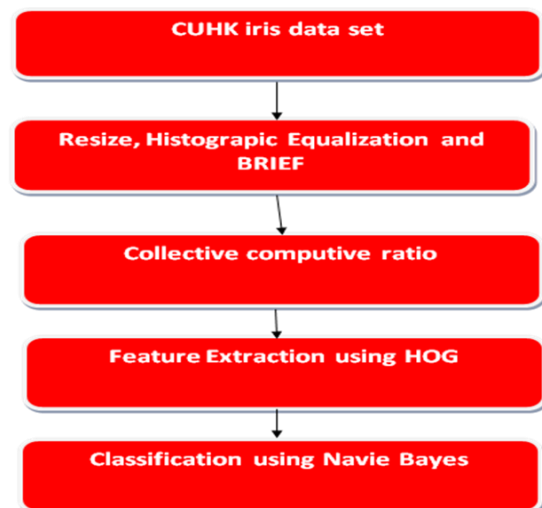 CUHK iris data set
Resize, Histograpic Equalization and
BRIEF
Collective computive ratio
Feature Extraction using HOG
Classification using Navie Bayes